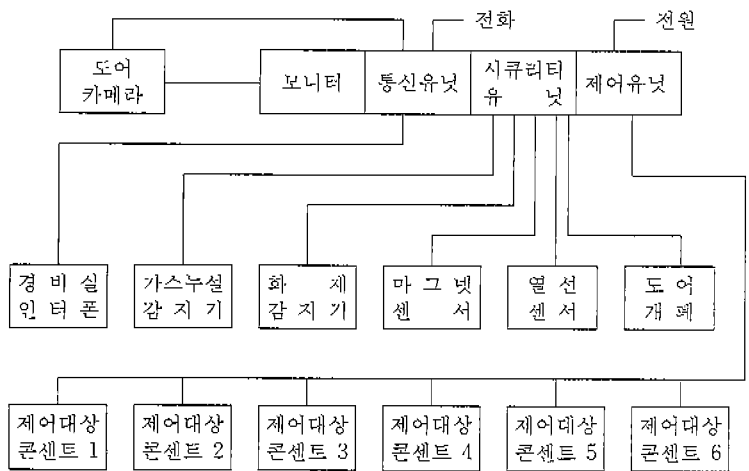 전화
전원
도어
카메라
모니터
통신유닛
시큐리티
유 닛
제어유닛
경비실
인터폰
가스누설
감지기
화 재
감지기
마그넷
센 서
열선
센서
도어
개폐
제어대상
콘센트 1
제어대상
콘센트 2
제어대상
콘센트 3
제어대상
콘센트 4
제어대상
콘센트 5
제어대상
콘센트 6